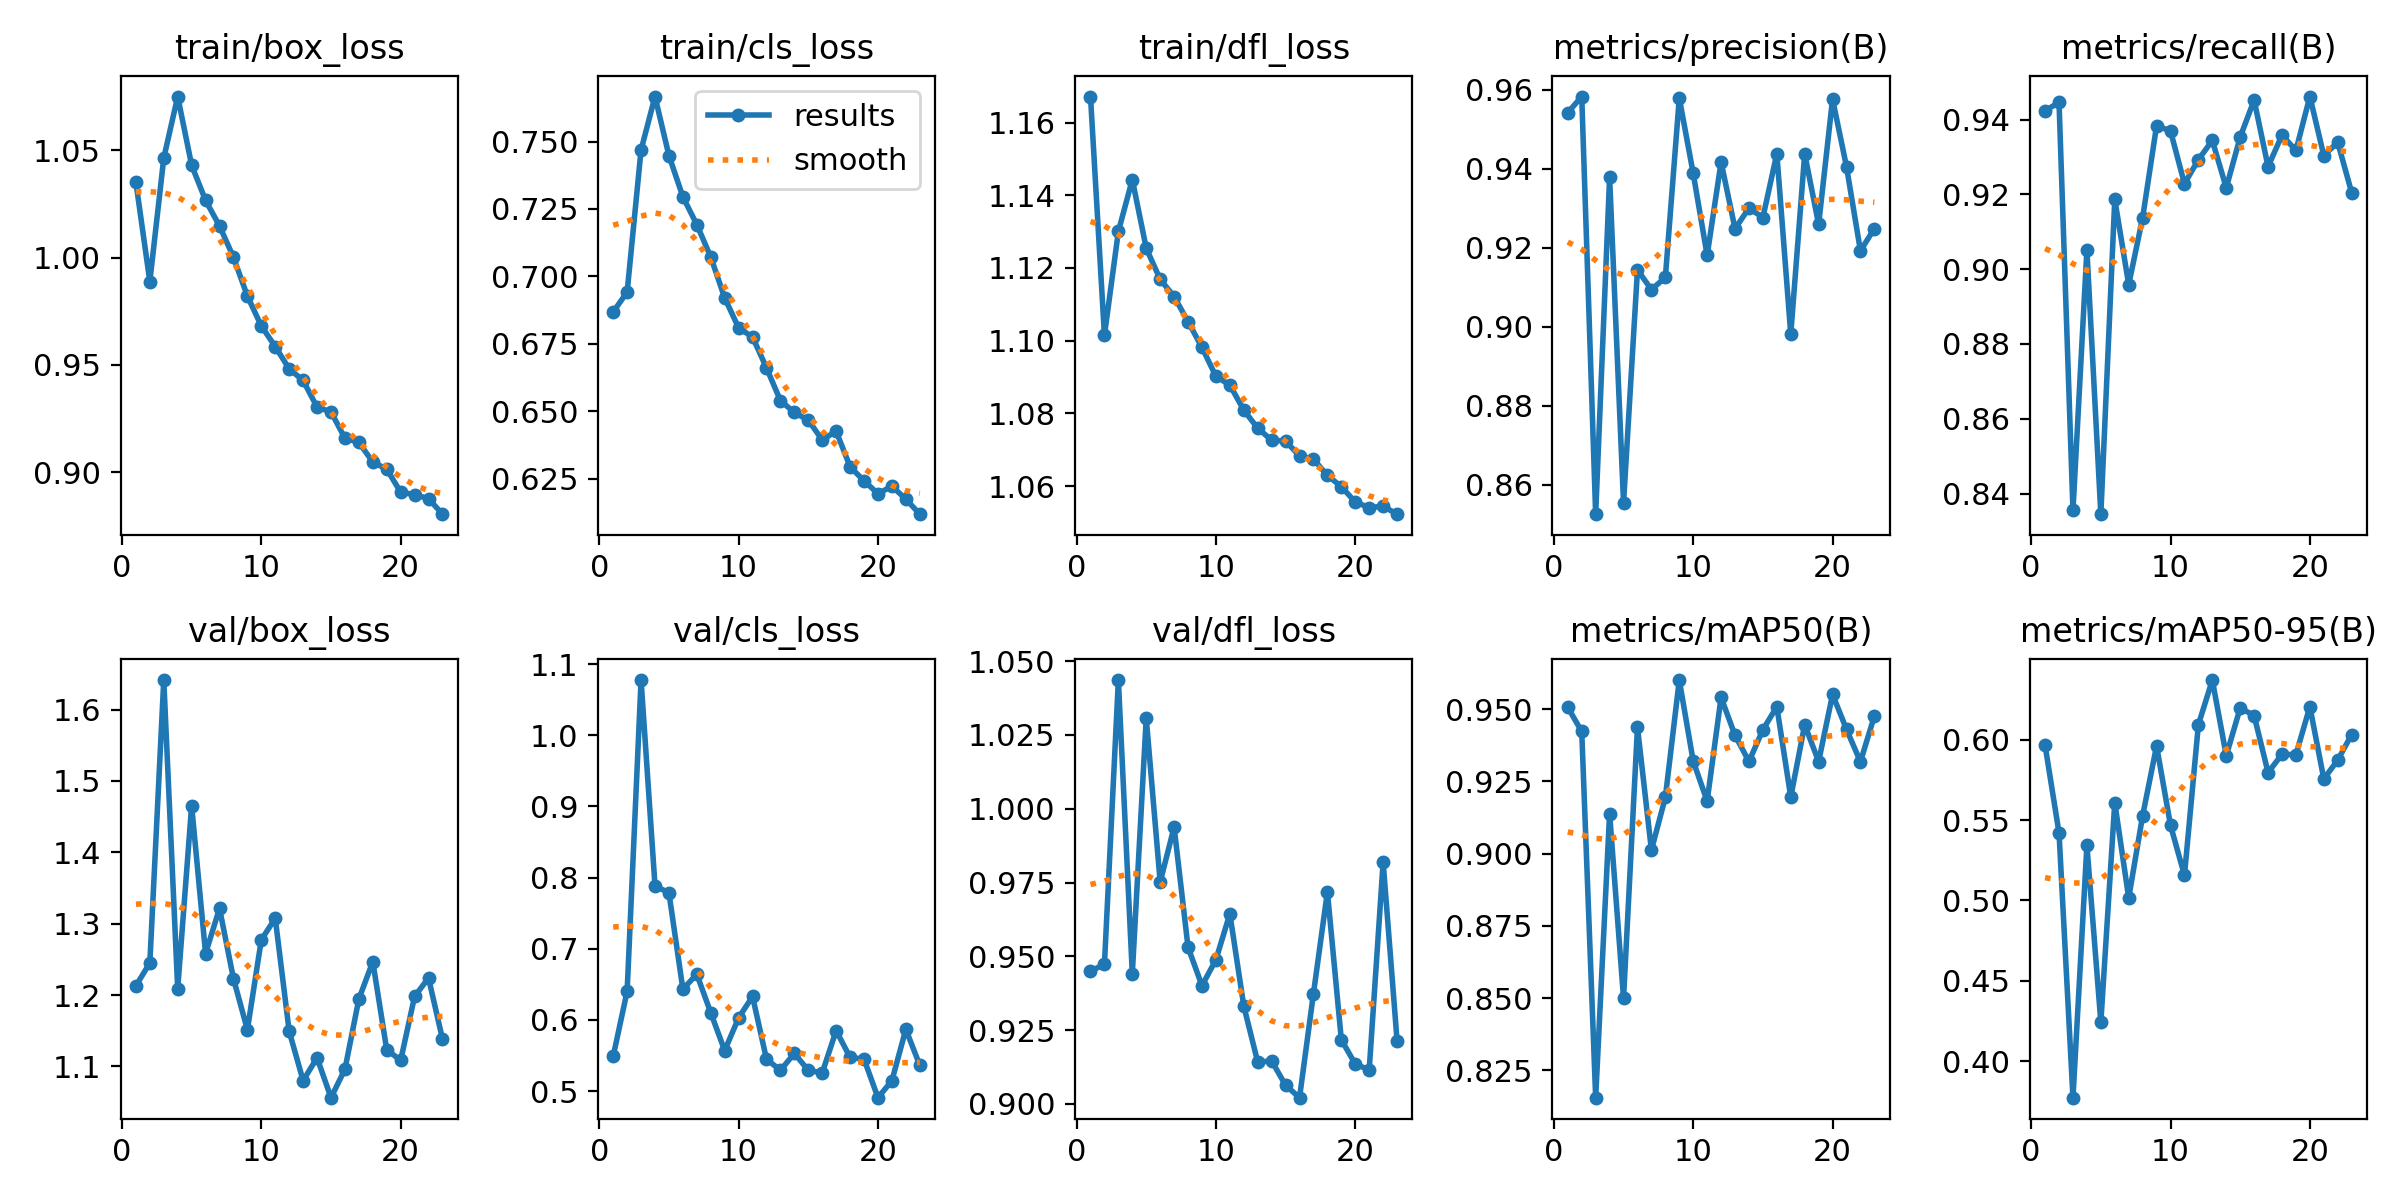 train/box_loss
train/cls_loss
train/dfl_loss
metrics/precision(B)
metrics/recall(B)
1.05
1.00
0.95
0.90
0 10 20
results
smooth
0.750
0.725
0.700
0.675
0.650
0.625
0 10 20
1.16
1.14
1.12
1.10
1.08
1.06
0 10 20
0.96
0.94
0.92
0.90
0.88
0.86
0 10 20
0.94
0.92
0.90
0.88
0.86
0.84
0 10 20
val/box_loss
val/cls_loss
val/dfl_loss
metrics/mAP50(B)
metrics/mAP50-95(B)
1.6
1.5
1.4
1.3
1.2
1.1
0 10 20
1.1
1.0
0.9
0.8
0.7
0.6
0.5
0 10 20
1.050
1.025
1.000
0.975
0.950
0.925
0.900
0 10 20
0.950
0.925
0.900
0.875
0.850
0.825
0 10 20
0.60
0.55
0.50
0.45
0.40
0 10 20